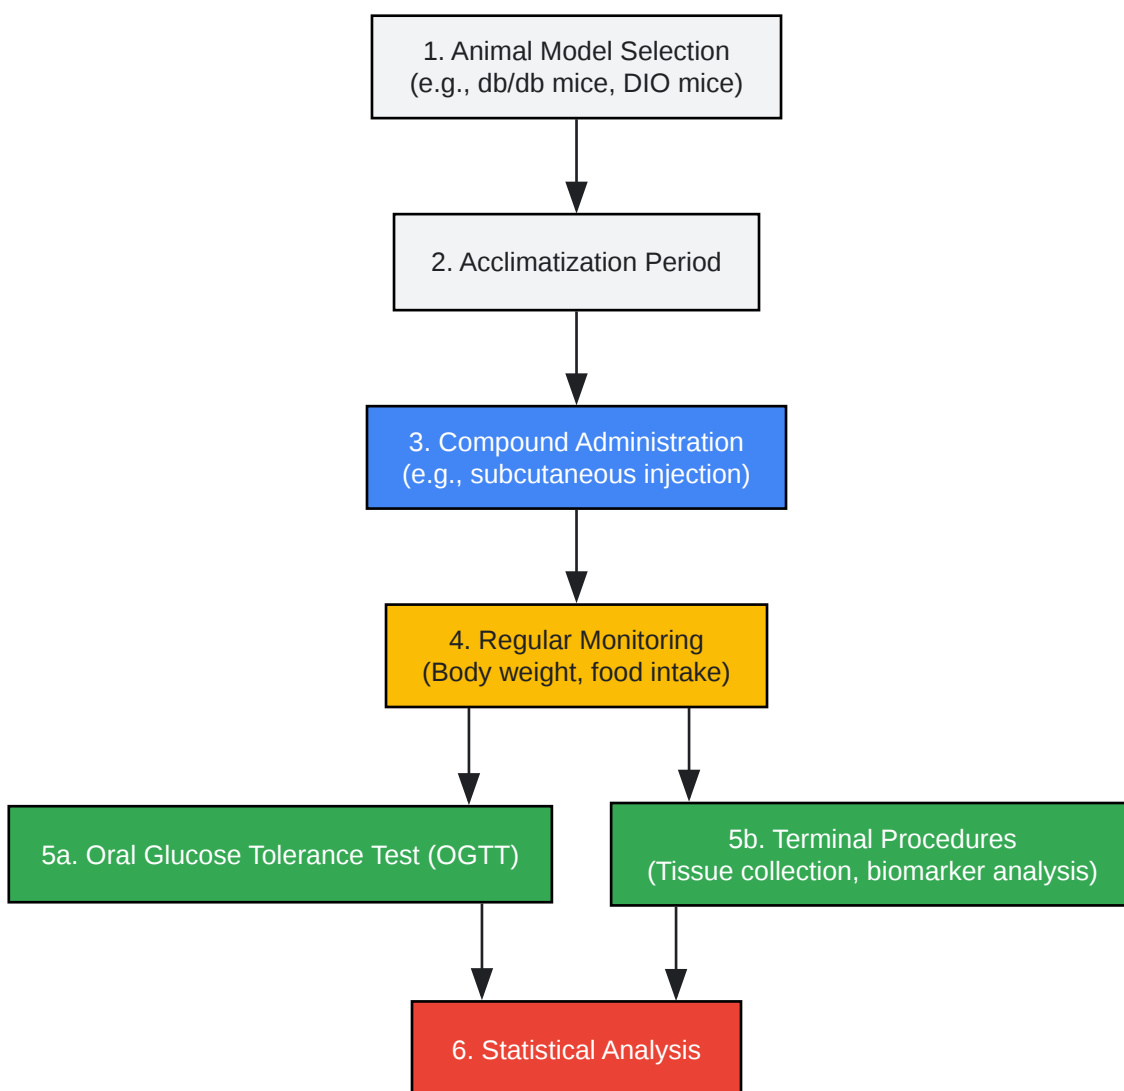 1. Animal Model Selection
(e.g., db/db mice, DIO mice)
2. Acclimatization Period
3. Compound Administration
(e.g., subcutaneous injection)
4. Regular Monitoring
(Body weight, food intake)
5a. Oral Glucose Tolerance Test (OGTT)
5b. Terminal Procedures
(Tissue collection, biomarker analysis)
6. Statistical Analysis